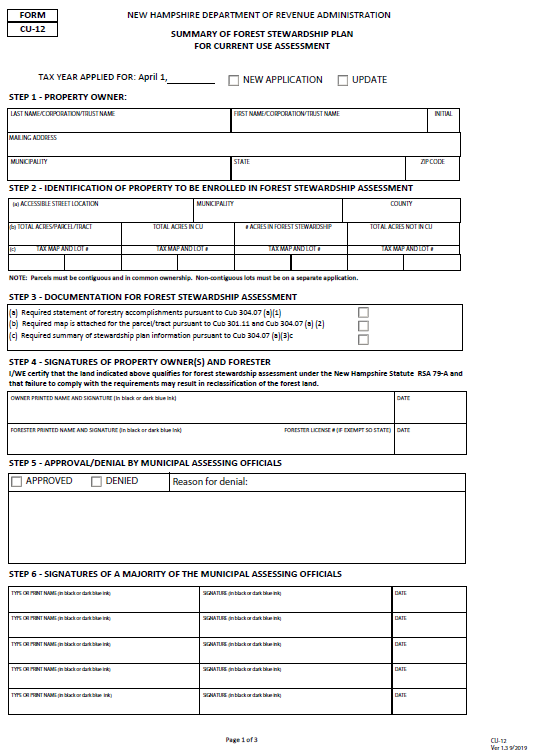 FORM
CU-12
NEW HAMPSHIRE DEPARTMENT OF REVENUE ADMINISTRATION
SUMMARY OF FOREST STEWARDSHIP PLAN
FOR CURRENT USE ASSESSMENT
TAX YEAR APPLIED FOR: April 1,__________ NEW APPLICATION UPDATE
STEP 1 - PROPERTY OWNER:
LAST NAME/CORPORATION/TRUST NAME FIRST NAME/CORPORATION/TRUST NAME INITIAL
MAILING ADDRESS
MUNICIPALITY STATE ZIP CODE
STEP 2 - IDENTIFICATION OF PROPERTY TO BE ENROLLED IN FOREST STEWARDSHIP ASSESSMENT
(a) ACCESSIBLE STREET LOCATION MUNICIPALITY COUNTY
(b) TOTAL ACRES/PARCEL/TRACT TOTAL ACRES IN CU # ACRES IN FOREST STEWARDSHIP TOTAL ACRES NOT IN CU
(c) TAX MAP AND LOT # TAX MAP AND LOT # TAX MAP AND LOT # TAX MAP AND LOT #
NOTE: Parcels must be contiguous and in common ownership. Non-contiguous lots must be on a separate application.
STEP 3 - DOCUMENTATION FOR FOREST STEWARDSHIP ASSESSMENT
(a) Required statement of forestry accomplishments pursuant to Cub 304.07 (a)(1)
(b) Required map is attached for the parcel/tract pursuant to Cub 301.11 and Cub 304.07 (a) (2)
(c) Required summary of stewardship plan information pursuant to Cub 304.07 (a)(3)c
STEP 4 - SIGNATURES OF PROPERTY OWNER(S) AND FORESTER
I/WE certify that the land indicated above qualifies for forest stewardship assessment under the New Hampshire Statute RSA 79-A and
that failure to comply with the requirements may result in reclassification of the forest land.
OWNER PRINTED NAME AND SIGNATURE (in black or dark blue ink) DATE
FORESTER PRINTED NAME AND SIGNATURE (in black or dark blue ink) FORESTER LICENSE # (IF EXEMPT SO STATE) DATE
STEP 5 - APPROVAL/DENIAL BY MUNICIPAL ASSESSING OFFICIALS
APPROVED DENIED Reason for denial:
STEP 6 - SIGNATURES OF A MAJORITY OF THE MUNICIPAL ASSESSING OFFICIALS
TYPE OR PRINT NAME (in black or dark blue ink) SIGNATURE (in black or dark blue ink) DATE
TYPE OR PRINT NAME (in black or dark blue ink) SIGNATURE (in black or dark blue ink) DATE
TYPE OR PRINT NAME (in black or dark blue ink) SIGNATURE (in black or dark blue ink) DATE
TYPE OR PRINT NAME (in black or dark blue ink) SIGNATURE (in black or dark blue ink) DATE
TYPE OR PRINT NAME (in black or dark blue ink) SIGNATURE (in black or dark blue ink) DATE
Page 1 of 3
CU-12
Ver 1.3 9/2019